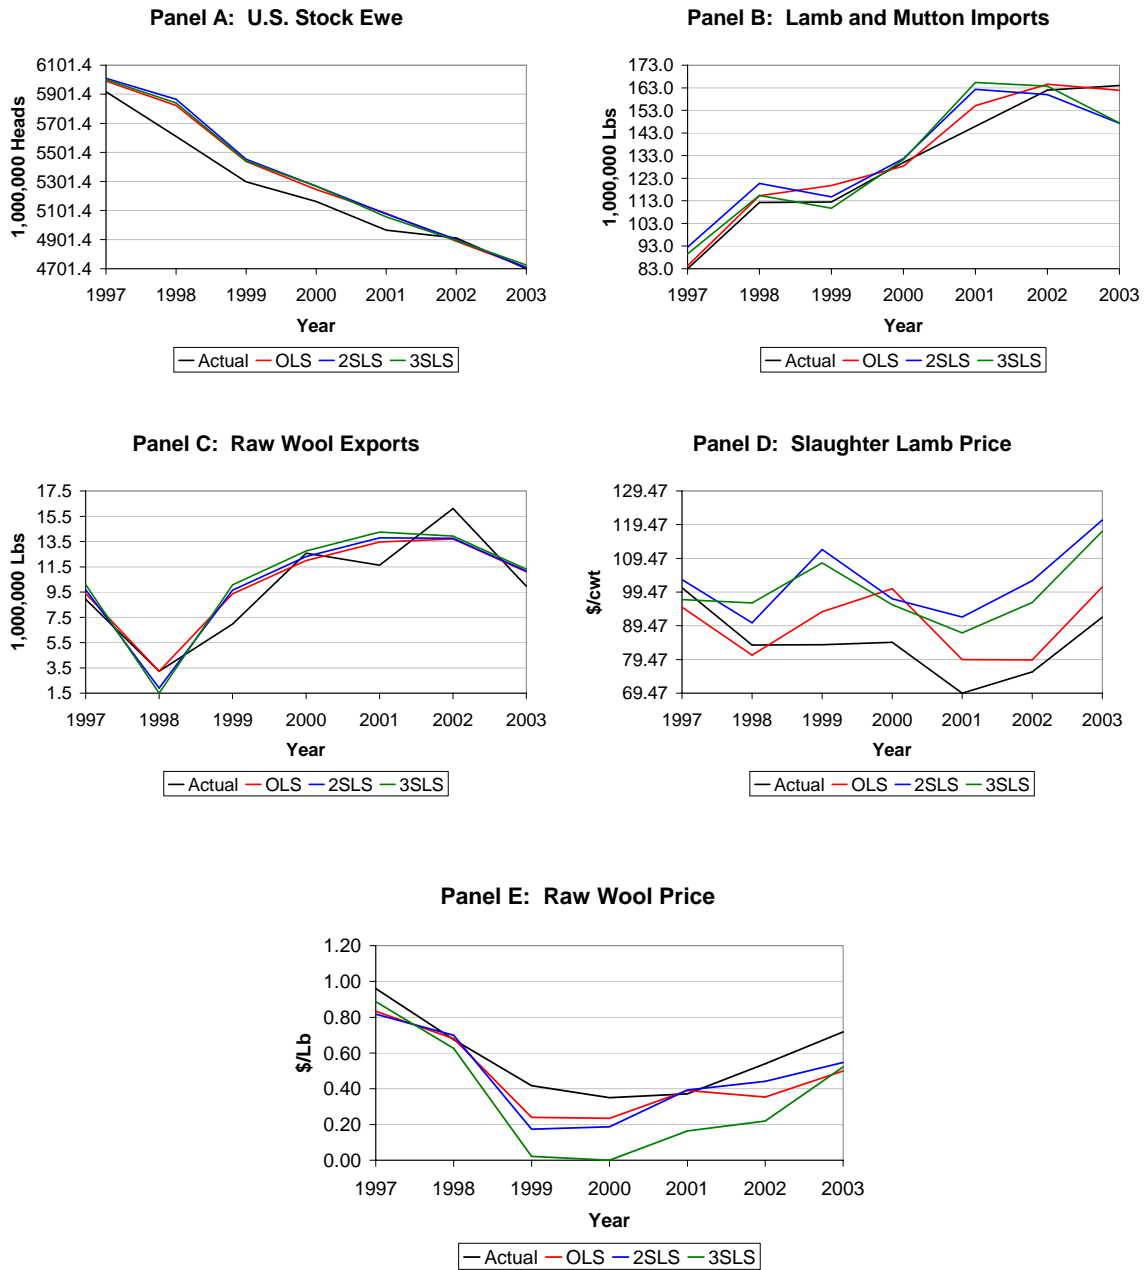 Panel A:  U.S. Stock Ewe
6101.4
5901.4
5701.4
5501.4
5301.4
5101.4
4901.4
4701.4
1,000,000 Heads
1997 1998 1999 2000 2001 2002 2003
Year
Actual OLS 2SLS 3SLS
Panel B:  Lamb and Mutton Imports
173.0
163.0
153.0
143.0
133.0
123.0
113.0
103.0
93.0
83.0
1,000,000 Lbs
1997 1998 1999 2000 2001 2002 2003
Year
Actual OLS 2SLS 3SLS
Panel C:  Raw Wool Exports
17.5
15.5
13.5
11.5
9.5
7.5
5.5
3.5
1.5
1,000,000 Lbs
1997 1998 1999 2000 2001 2002 2003
Year
Actual OLS 2SLS 3SLS
Panel D:  Slaughter Lamb Price
129.47
119.47
109.47
99.47
89.47
79.47
69.47
$/cwt
1997 1998 1999 2000 2001 2002 2003
Year
Actual OLS 2SLS 3SLS
Panel E:  Raw Wool Price
1.20
1.00
0.80
0.60
0.40
0.20
0.00
$/Lb
1997 1998 1999 2000 2001 2002 2003
Year
Actual OLS 2SLS 3SLS